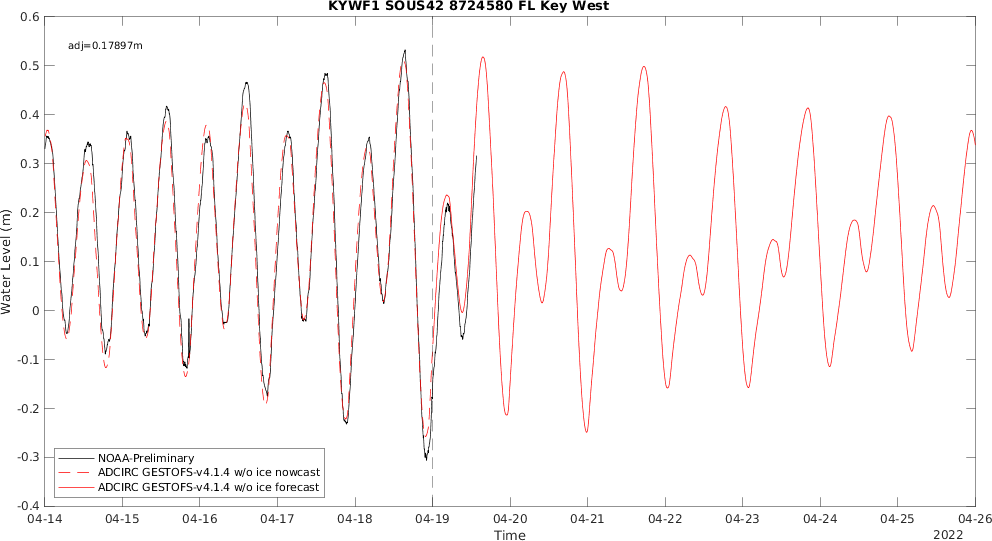 KYWF1 SOUS42 8724580 FL Key West
adj=0.17897m
0.6
0.5
0.4
0.3
0.2
0.1
0
-0.1
-0.2
-0.3
-0.4
Water Level (m)
NOAA-Preliminary
ADCIRC GESTOFS-v4.1.4 w/o ice nowcast
ADCIRC GESTOFS-v4.1.4 w/o ice forecast
04-14 04-15 04-16 04-17 04-18 04-19 04-20 04-21 04-22 04-23 04-24 04-25 04-26
Time
2022